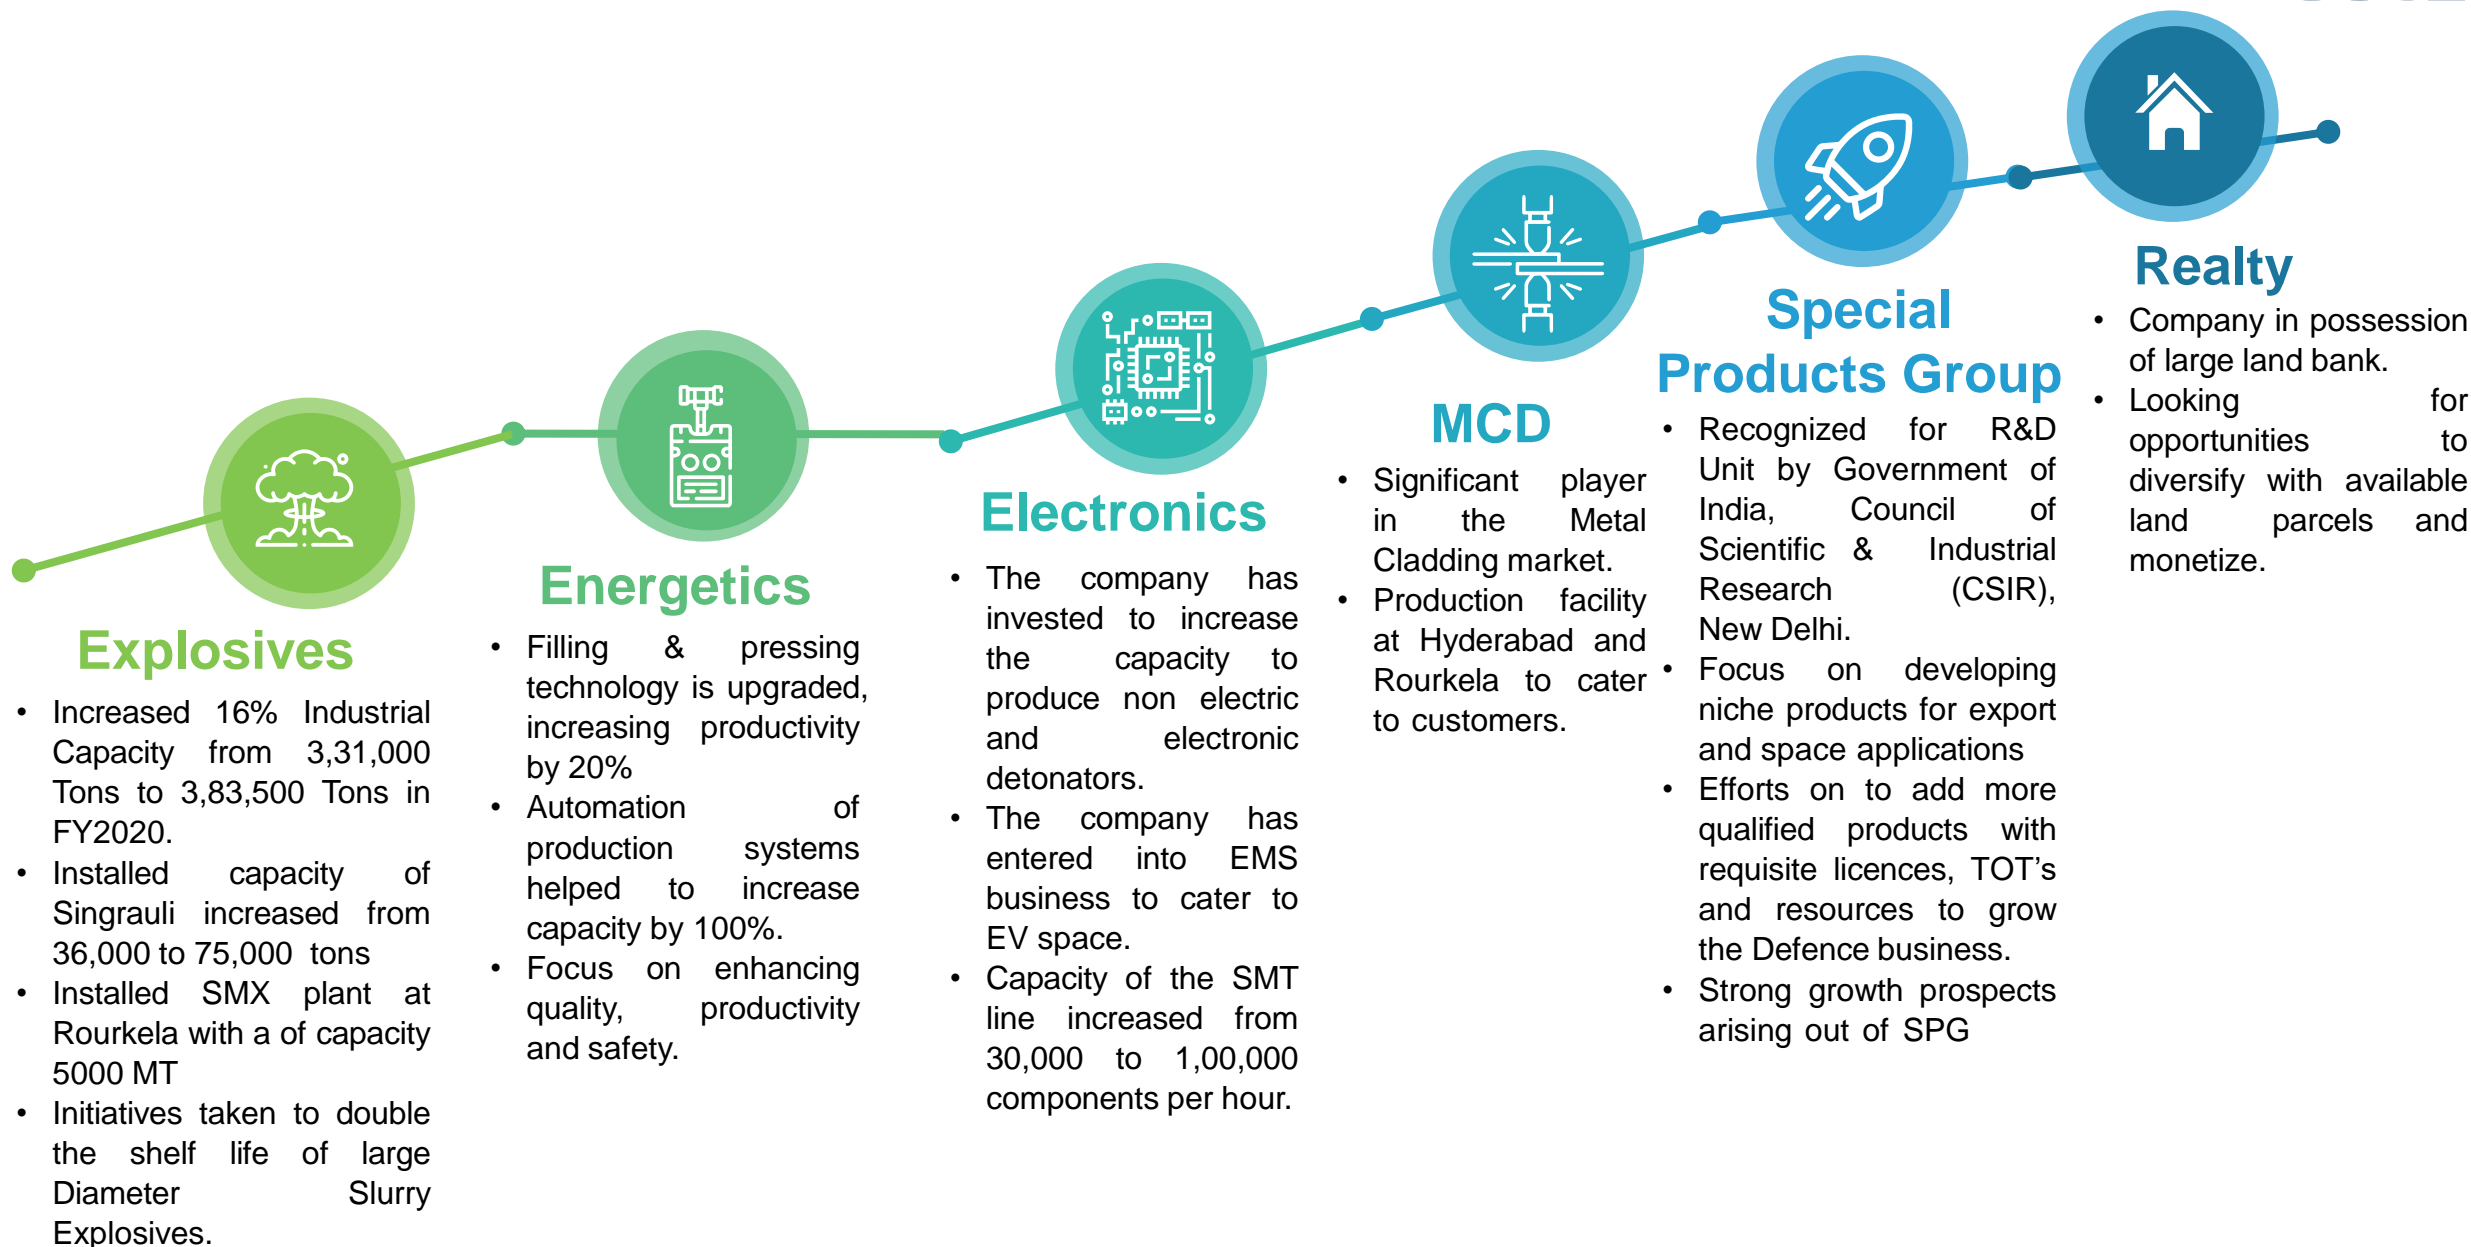 Explosives
• Increased 16% Industrial
Capacity from 3,31,000
Tons to 3,83,500 Tons in
FY2020.
• Installed capacity of
Singrauli increased from
36,000 to 75,000 tons
• Installed SMX plant at
Rourkela with a of capacity
5000 MT
• Initiatives taken to double
the shelf life of large
Diameter Slurry
Explosives.
Energetics
• Filling & pressing
technology is upgraded,
increasing productivity
by 20%
• Automation of
production systems
helped to increase
capacity by 100%.
• Focus on enhancing
quality, productivity
and safety.
Electronics
• The company has
invested to increase
the capacity to
produce non electric
and electronic
detonators.
• The company has
entered into EMS
business to cater to
EV space.
• Capacity of the SMT
line increased from
30,000 to 1,00,000
components per hour.
MCD
• Significant player
in the Metal
Cladding market.
• Production facility
at Hyderabad and
Rourkela to cater
to customers.
Special
Products Group
• Recognized for R&D
Unit by Government of
India, Council of
Scientific & Industrial
Research (CSIR),
New Delhi.
• Focus on developing
niche products for export
and space applications
• Efforts on to add more
qualified products with
requisite licences, TOT’s
and resources to grow
the Defence business.
• Strong growth prospects
arising out of SPG
Realty
• Company in possession
of large land bank.
• Looking for
opportunities to
diversify with available
land parcels and
monetize.